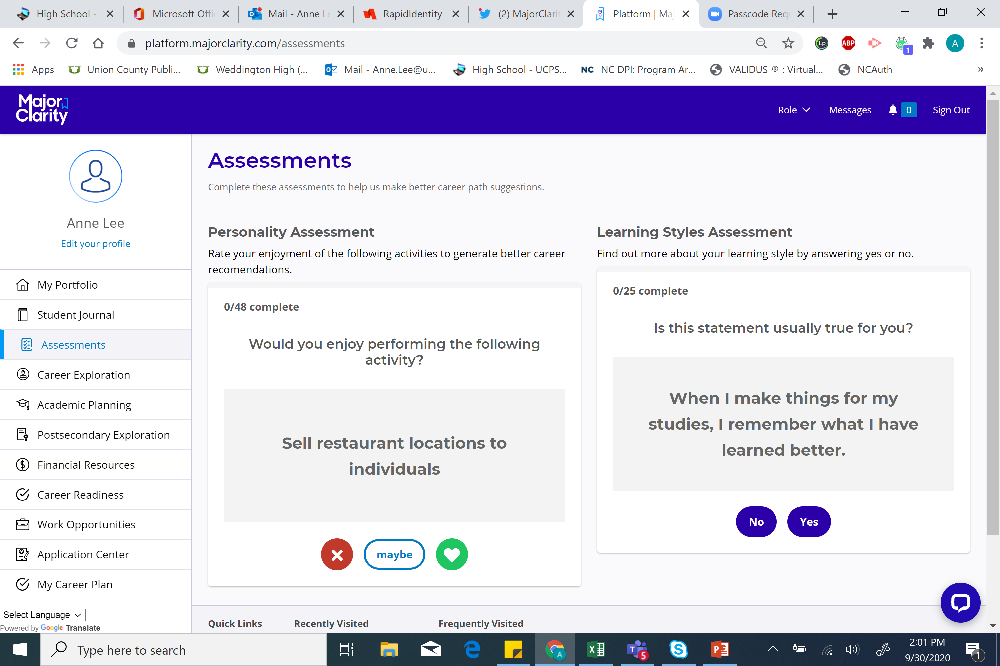 High School -
Microsoft Offi
Mail - Anne Le
RapidIdentity
(2) MajorClari
Platform | Maj
Passcode Requ
platform.majorclarity.com/assessments
LP
ABP
1
A
Apps
Union County Publi...
Weddington High (...
Mail - Anne.Lee@u...
High School - UCPS...
NC
NC DPI: Program Ar...
VALIDUS ® : Virtual...
NCAuth
»
Major
Clarity
Role
Messages
0
Sign Out
Anne Lee
Edit your profile
My Portfolio
Student Journal
Assessments
Career Exploration
Academic Planning
Postsecondary Exploration
Financial Resources
Career Readiness
Work Opportunities
Application Center
My Career Plan
Select Language
Powered by Google Translate
Assessments
Complete these assessments to help us make better career path suggestions.
Personality Assessment
Rate your enjoyment of the following activities to generate better career
recomendations.
0/48 complete
Would you enjoy performing the following
activity?
Sell restaurant locations to
individuals
maybe
Learning Styles Assessment
Find out more about your learning style by answering yes or no.
0/25 complete
Is this statement usually true for you?
When I make things for my
studies, I remember what I have
learned better.
No
Yes
Quick Links
Recently Visited
Frequently Visited
Type here to search
A
5
2:01 PM
9/30/2020
1